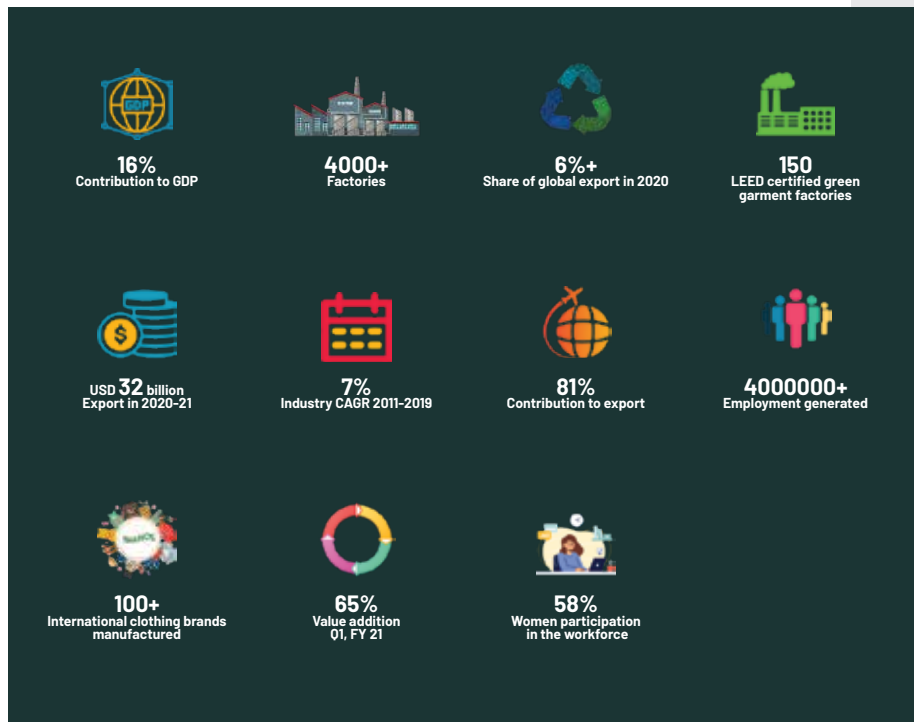 GDP
16%
Contribution to GDP
4000+
Factories
6%+
Share of global export in 2020
150
LEED certified green
garment factories
USD 32 billion
Export in 2020-21
7%
Industry CAGR 2011-2019
81%
Contribution to export
4000000+
Employment generated
100+
International clothing brands
manufactured
65%
Value addition
Q1, FY 21
58%
Women participation
in the workforce